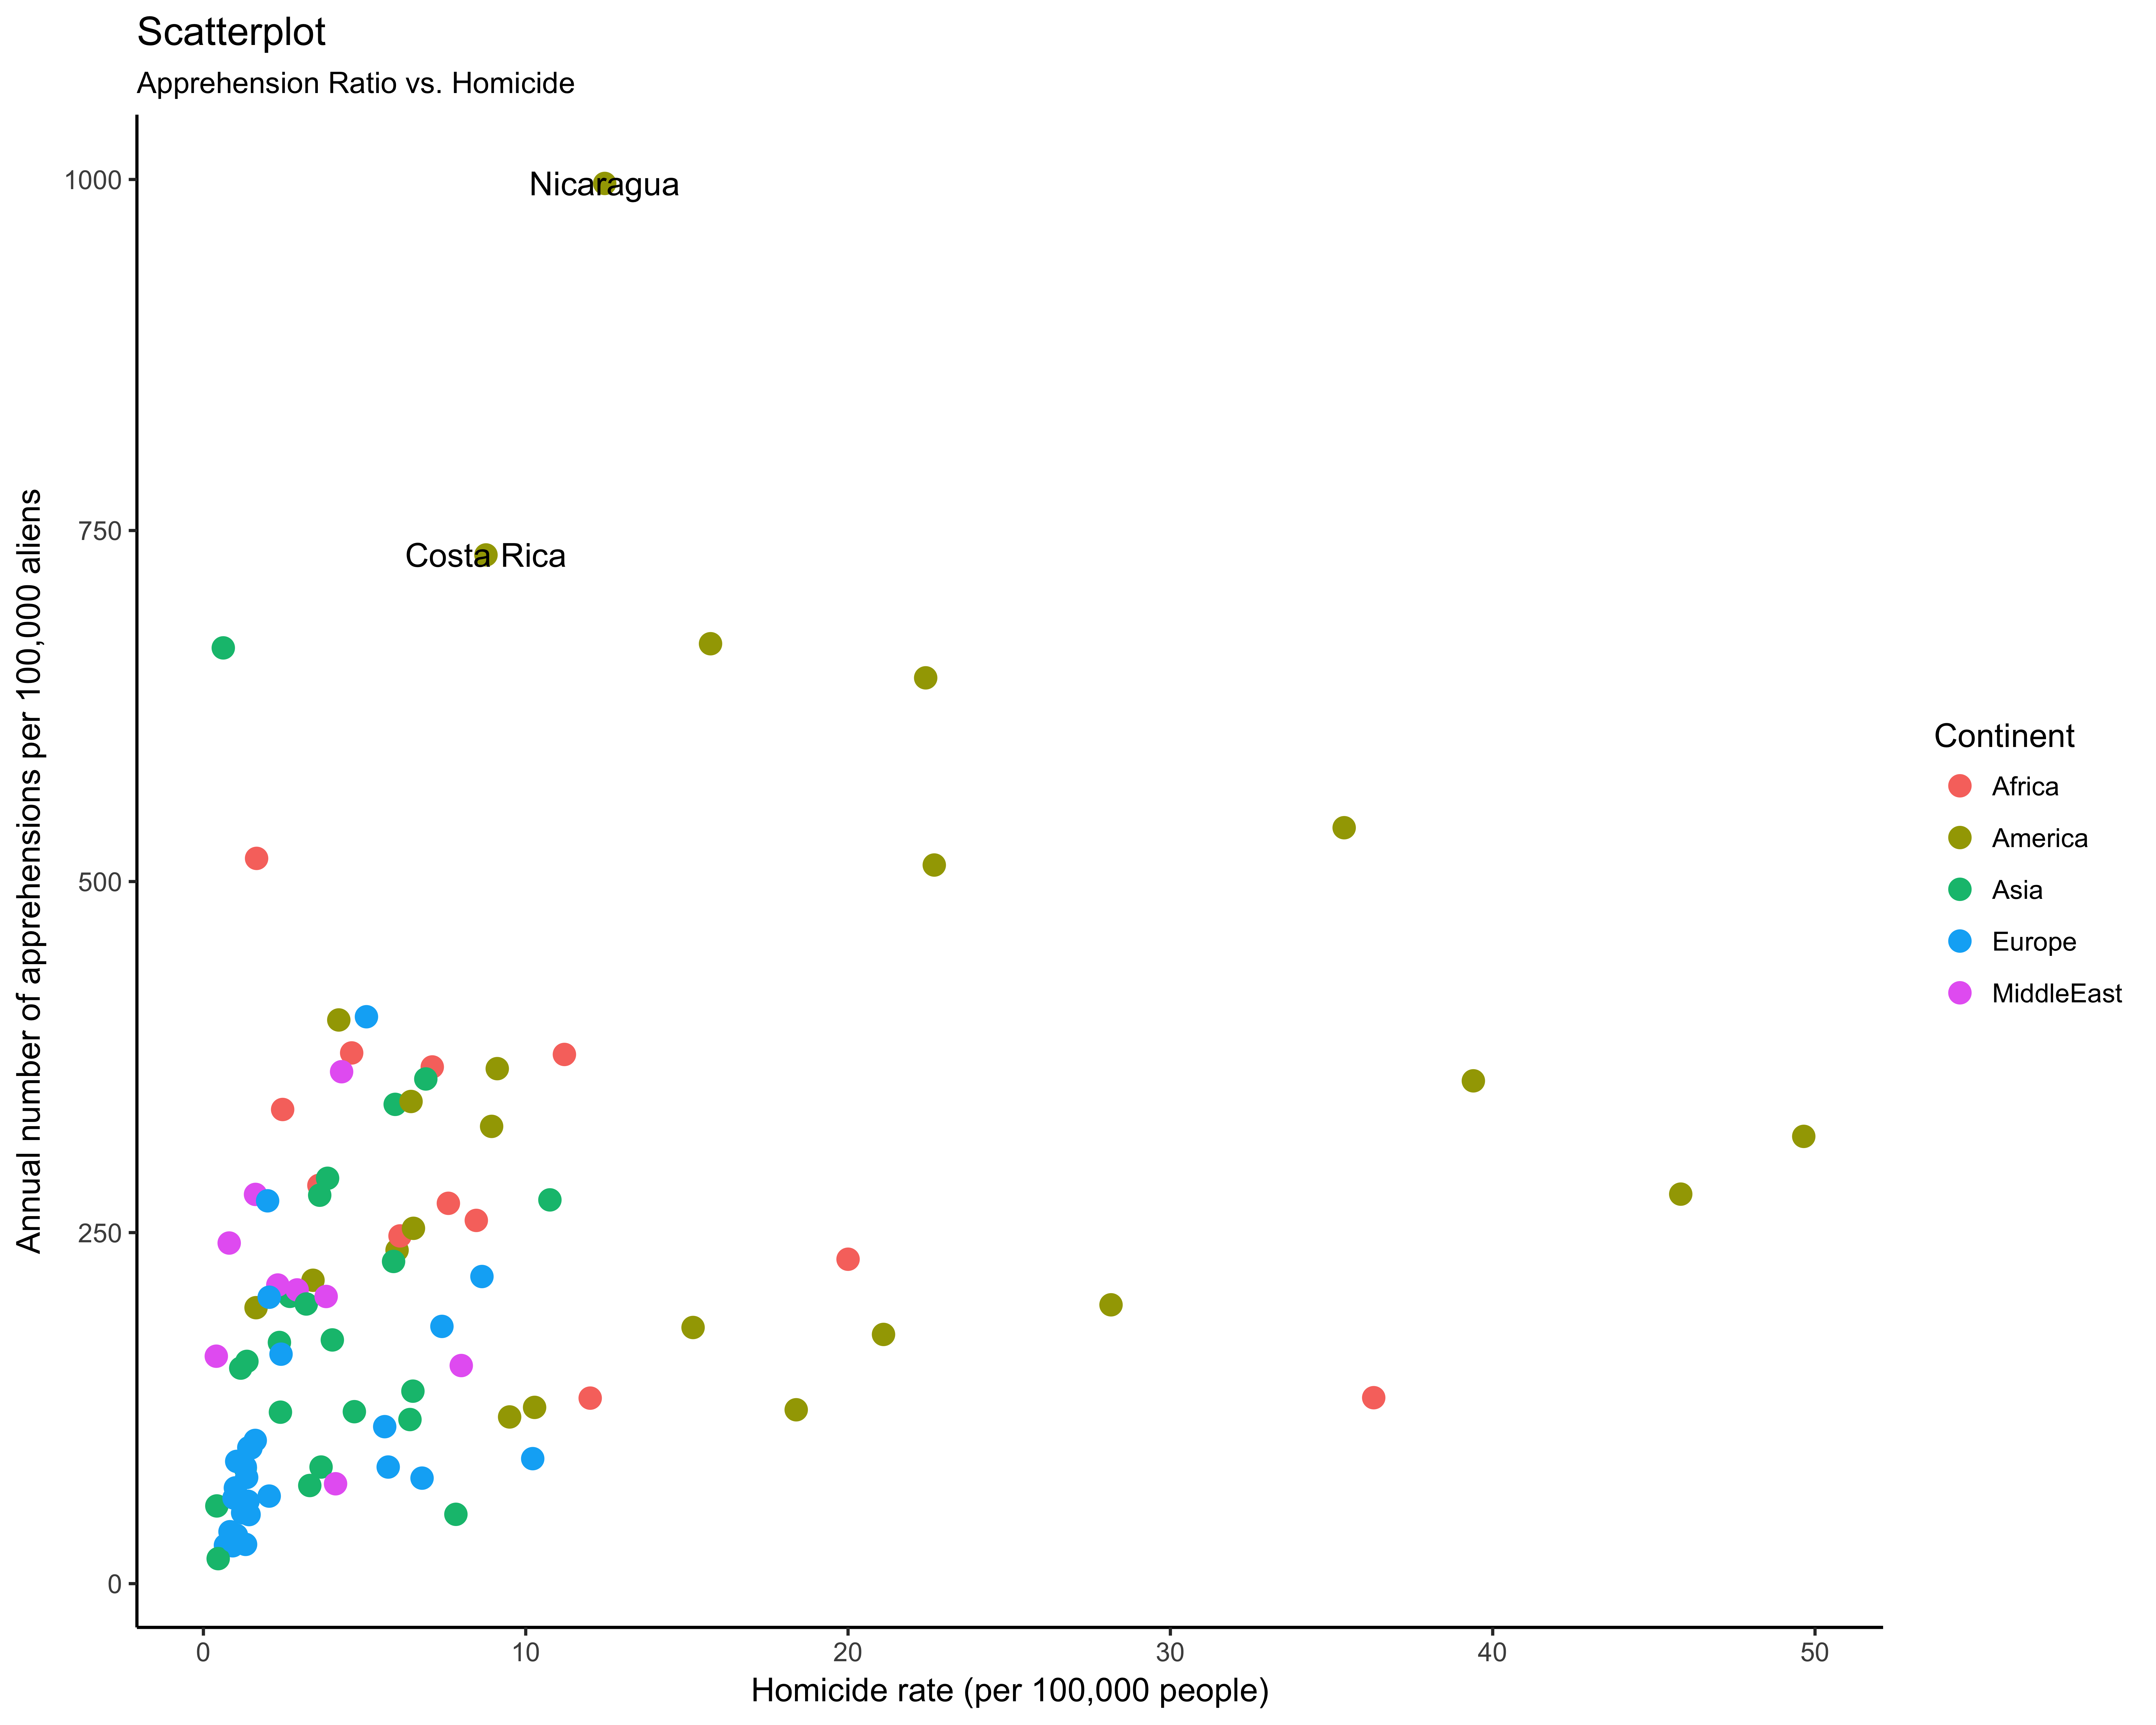 Scatterplot
Apprehension Ratio vs. Homicide
Annual number of apprehensions per 100,000 aliens
1000
750
500
250
0
Nicaragua
Costa Rica
0
10
20
30
40
50
Homicide rate (per 100,000 people)
Continent
Africa
America
Asia
Europe
MiddleEast